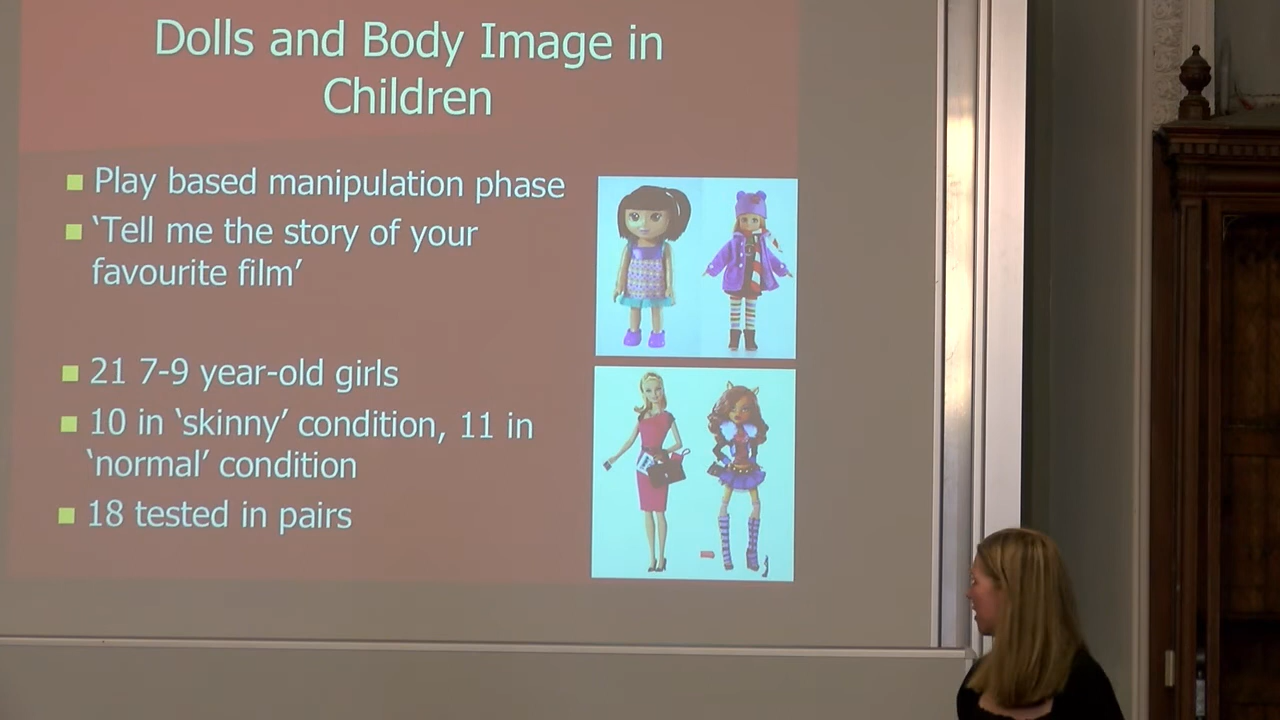 Dolls and Body Image in
Children
Play based manipulation phase
‘Tell me the story of your
favourite film’
21 7-9 year-old girls
10 in ‘skinny’ condition, 11 in
‘normal’ condition
18 tested in pairs